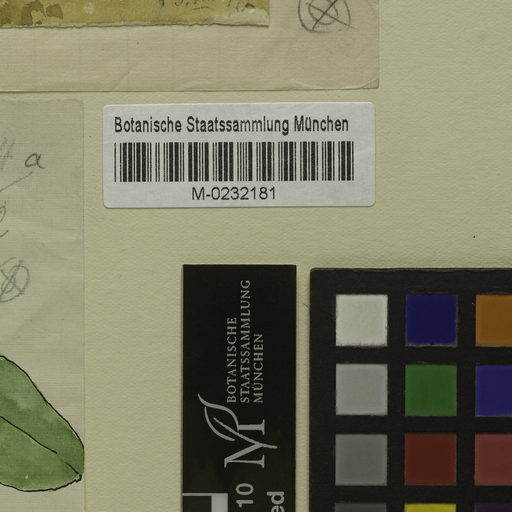 a
Botanische Staatssammlung München
M-0232181
BOTANISCHE
STAATSSAMMLUNG
MÜNCHEN
M
10
ed